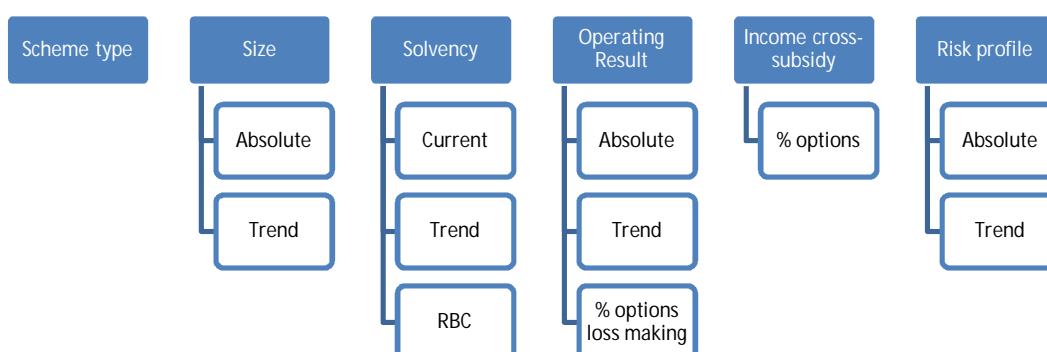 Scheme type
Size
Absolute
Trend
Solvency
Current
Trend
RBC
Operating
Result
Absolute
Trend
% options
loss making
Income cross-
subsidy
% options
Risk profile
Absolute
Trend